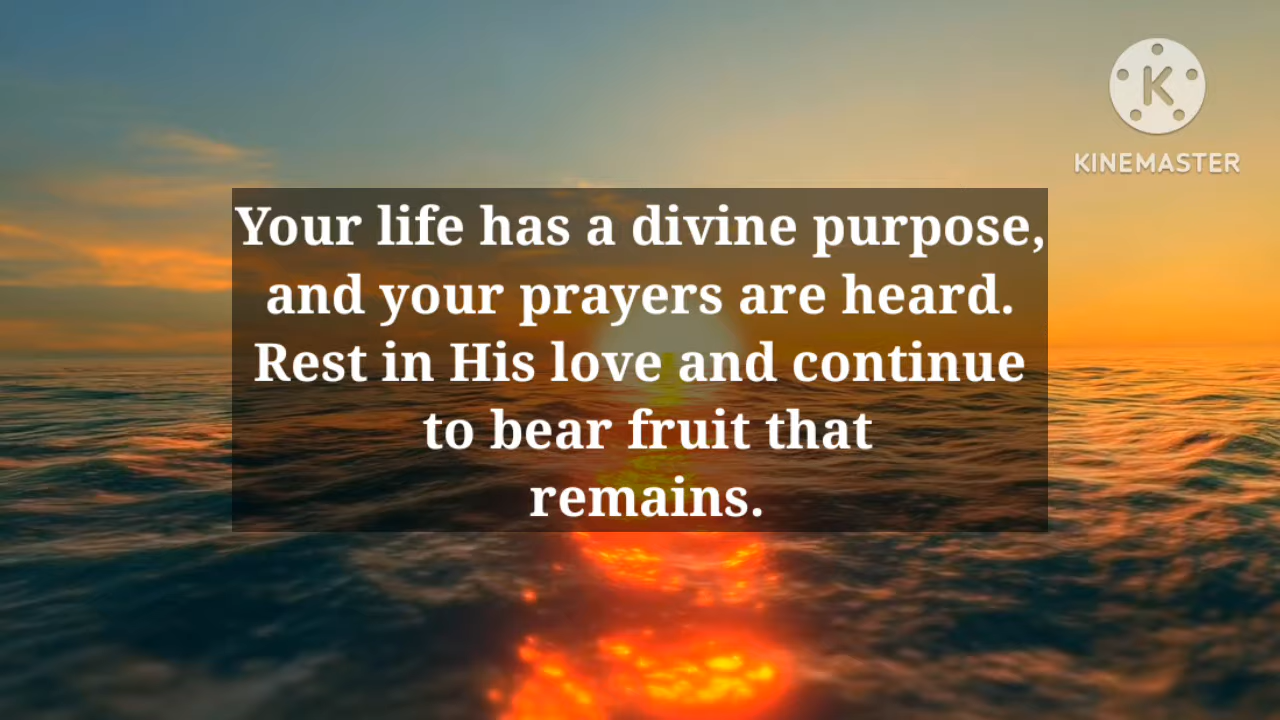 K
KINEMASTER
Your life has a divine purpose,
and your prayers are heard.
Rest in His love and continue
to bear fruit that
remains.